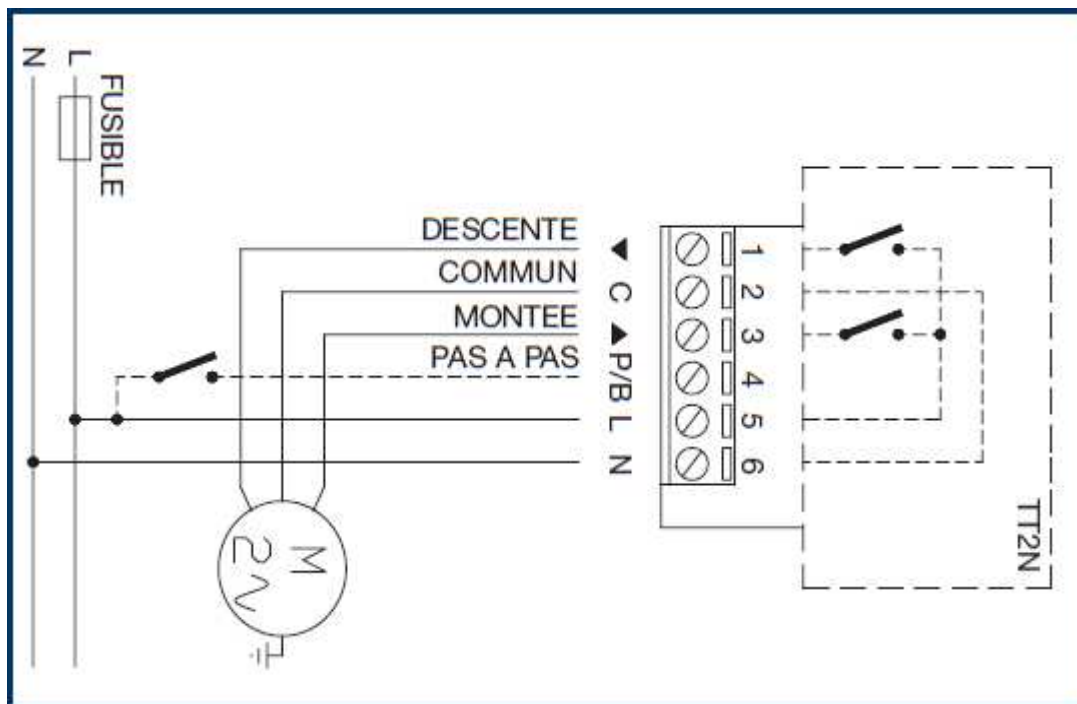 N
L
FUSIBLE
DESCENTE
COMMUN
MONTEE
PAS A PAS
▼
C
▲
P/B
L
N
1
2
3
4
5
6
TT2N
M
2